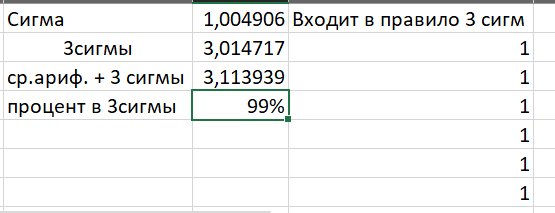 Сигма 1,004906 Входит в правило 3 сигм
3сигмы 3,014717 1
ср.ариф. + 3 сигмы 3,113939 1
процент в 3сигмы 99% 1
1
1
1